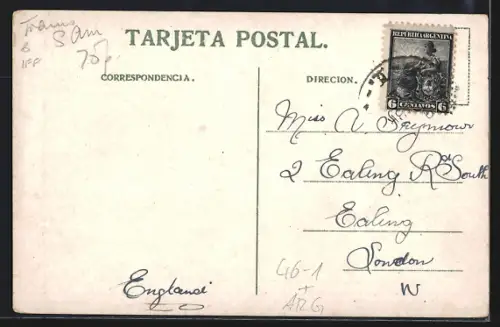 Trams
S Am
75p
TARJETA POSTAL.
CORRESPONDENCIA.
DIRECION.
REPUBLICA ARGENTINA
6 CENTAVOS 6
Miss A. Seymour
2 Ealing Rd South
Ealing
London
W
England
46-1
+
ARG